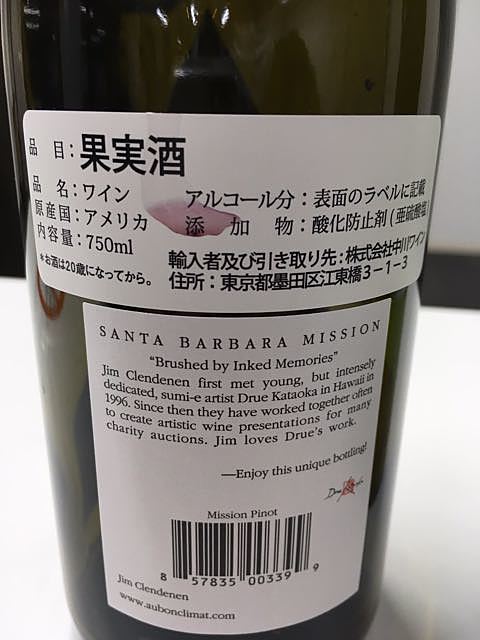 品 目：果実酒
品 名：ワイン アルコール分：表面のラベルに記載
原産国：アメリカ 添 加 物：酸化防止剤(亜硫酸塩
内容量：750ml 輸入者及び引き取り先：株式会社中川ワイン
＊お酒は20歳になってから。 住所：東京都墨田区江東橋3－1－3
SANTA BARBARA MISSION
“Brushed by Inked Memories”
Jim Clendenen first met young, but intensely
dedicated, sumi-e artist Drue Kataoka in Hawaii in
1996. Since then they have worked together often
to create artistic wine presentations for many
charity auctions. Jim loves Drue's work.
—Enjoy this unique bottling!
Mission Pinot
8 57835 00339 9
Jim Clendenen
www.aubonclimat.com